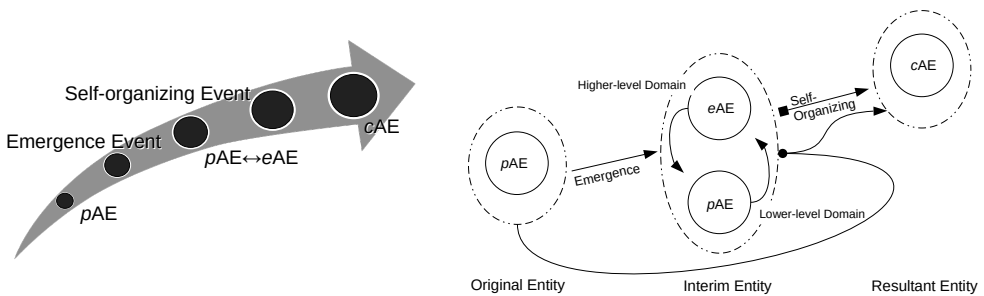 Self-organizing Event
Emergence Event
cAE
pAE↔eAE
pAE
Higher-level Domain
cAE
eAE
Self-
Organizing
pAE
Emergence
pAE
Lower-level Domain
Original Entity
Interim Entity
Resultant Entity